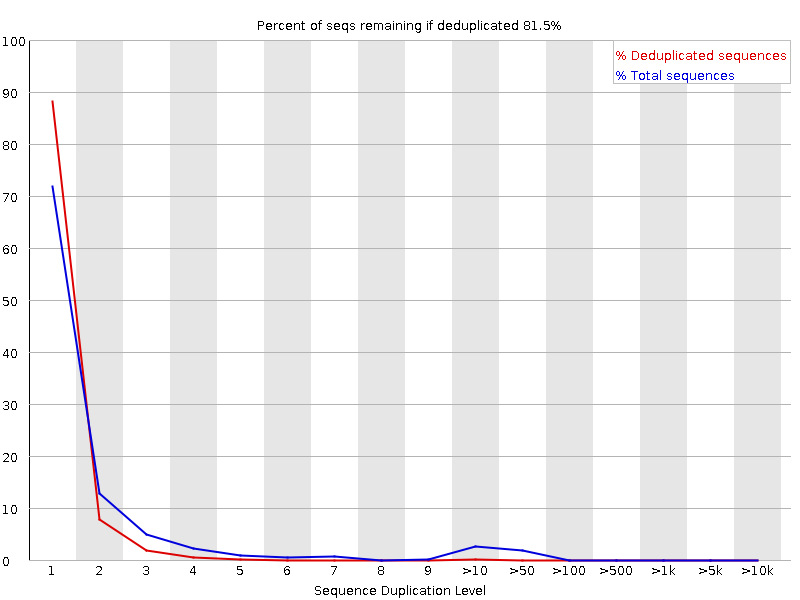 Percent of seqs remaining if deduplicated 81.5%
% Deduplicated sequences
% Total sequences
100
90
80
70
60
50
40
30
20
10
0
1 2 3 4 5 6 7 8 9 >10 >50 >100 >500 >1k >5k >10k
Sequence Duplication Level